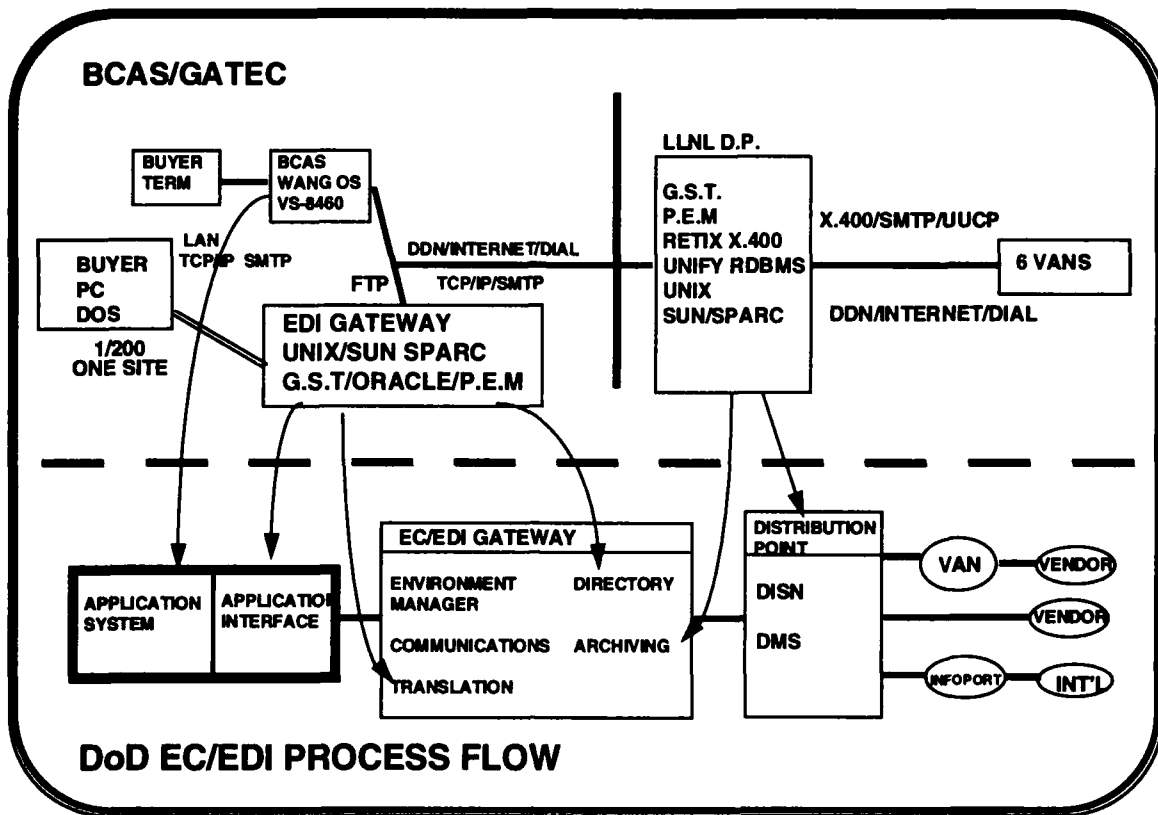 BCAS/GATEC
BUYER
TERM
BCAS
WANG OS
VS-8460
LLNL D.P.
G.S.T.
P.E.M
RETIX X.400
UNIFY RDBMS
UNIX
SUN/SPARC
X.400/SMTP/UUCP
6 VANS
DDN/INTERNET/DIAL
LAN
TCP/IP SMTP
BUYER
PC
DOS
1/200
ONE SITE
DDN/INTERNET/DIAL
FTP
TCP/IP/SMTP
EDI GATEWAY
UNIX/SUN SPARC
G.S.T/ORACLE/P.E.M
APPLICATION
SYSTEM
APPLICATION
INTERFACE
EC/EDI GATEWAY
ENVIRONMENT
MANAGER
DIRECTORY
COMMUNICATIONS
ARCHIVING
TRANSLATION
DISTRIBUTION
POINT
DISN
DMS
VAN
VENDOR
VENDOR
INFOPORT
INT'L
DoD EC/EDI PROCESS FLOW